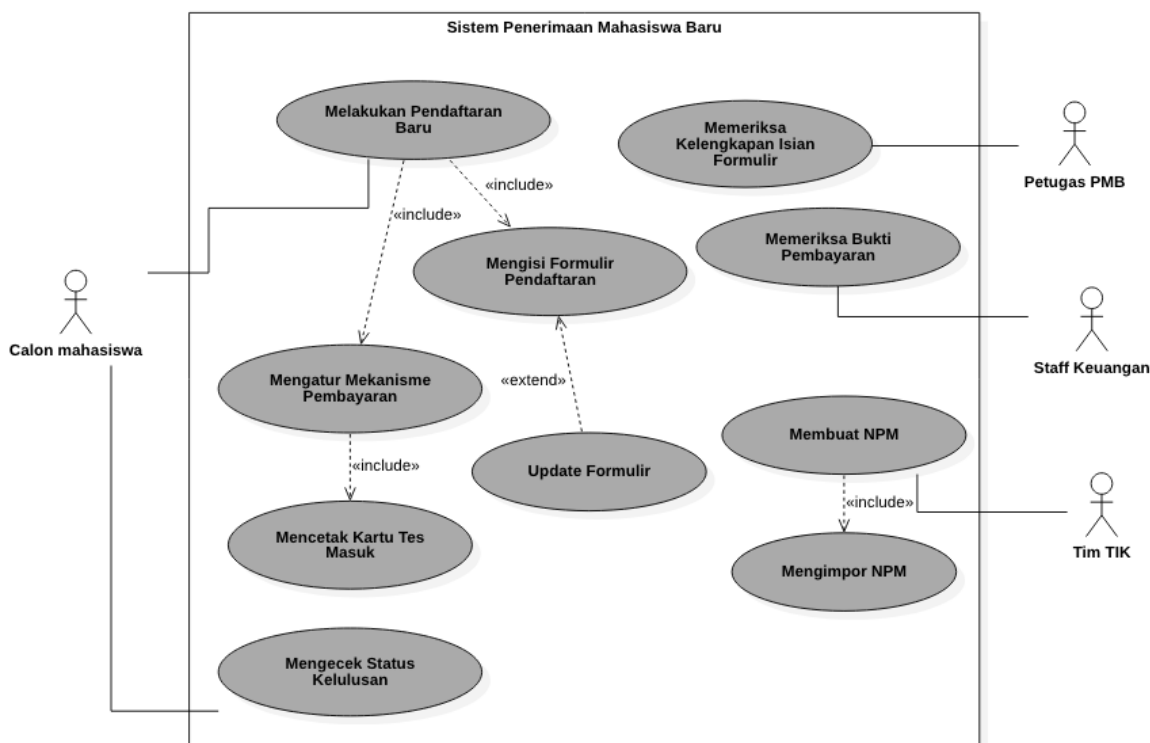 Sistem Penerimaan Mahasiswa Baru
Melakukan Pendaftaran
Baru
Memeriksa
Kelengkapan Isian
Formulir
Petugas PMB
«include»
«include»
Memeriksa Bukti
Pembayaran
Mengisi Formulir
Pendaftaran
Calon mahasiswa
Staff Keuangan
Mengatur Mekanisme
Pembayaran
«extend»
Membuat NPM
«include»
Update Formulir
«include»
Mencetak Kartu Tes
Masuk
Tim TIK
Mengimpor NPM
Mengecek Status
Kelulusan